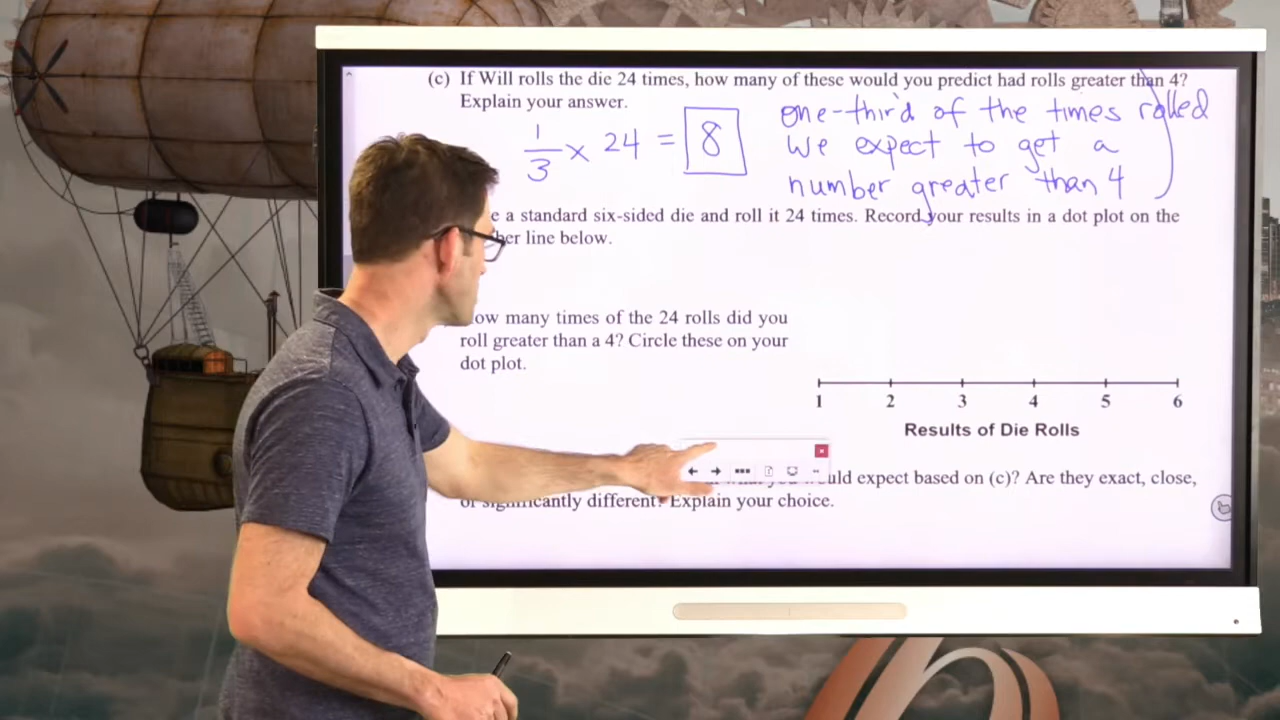 (c) If Will rolls the die 24 times, how many of these would you predict had rolls greater than 4?
Explain your answer.
1/3 x 24 = 8
one-third of the times rolled
we expect to get a
number greater than 4
e a standard six-sided die and roll it 24 times. Record your results in a dot plot on the
ber line below.
ow many times of the 24 rolls did you
roll greater than a 4? Circle these on your
dot plot.
1 2 3 4 5 6
Results of Die Rolls
uld expect based on (c)? Are they exact, close,
or significantly different? Explain your choice.